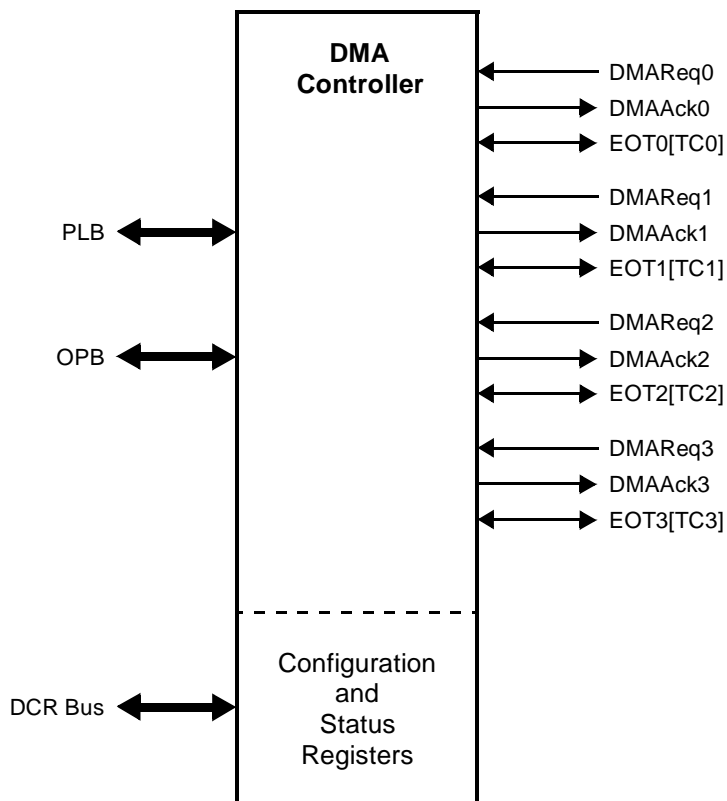 DMA
Controller
DMAReq0
DMAAck0
EOT0[TC0]
DMAReq1
PLB
DMAAck1
EOT1[TC1]
DMAReq2
OPB
DMAAck2
EOT2[TC2]
DMAReq3
DMAAck3
EOT3[TC3]
Configuration
and
Status
Registers
DCR Bus